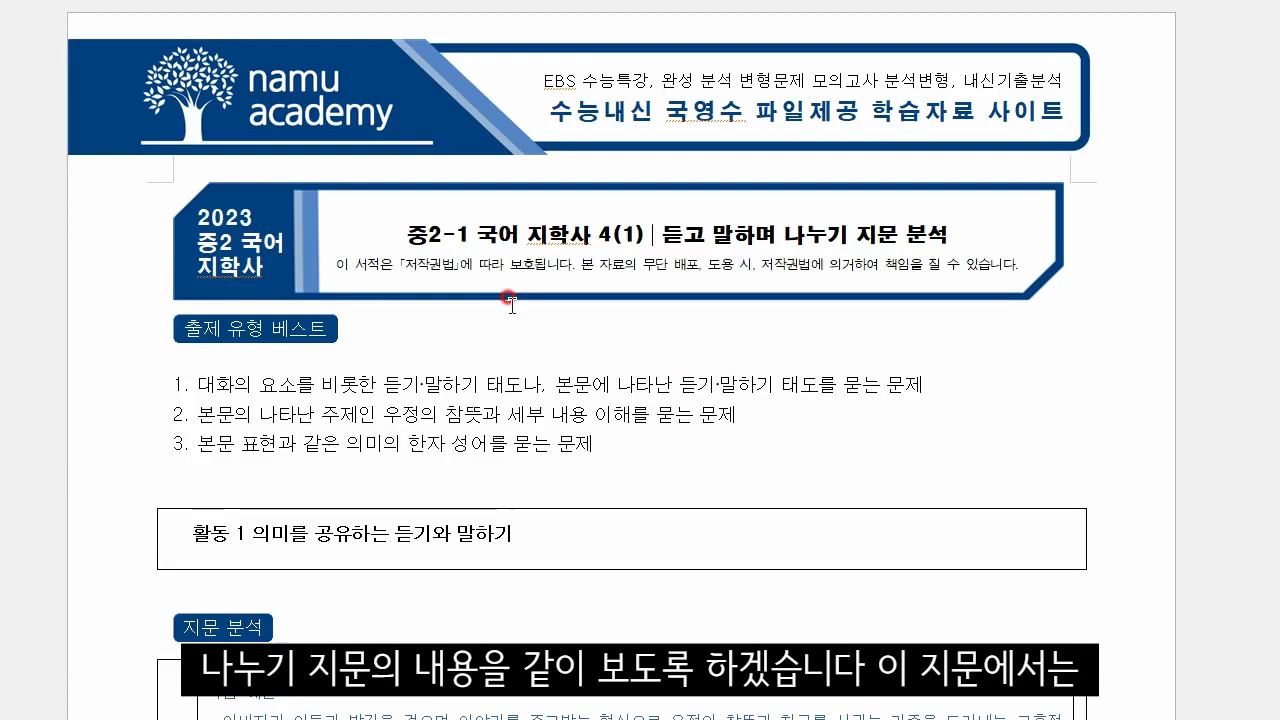 namu
academy
EBS 수능특강, 완성 분석 변형문제 모의고사 분석변형, 내신기출분석
수능내신 국영수 파일제공 학습자료 사이트
2023
중2 국어
지학사
중2-1 국어 지학사 4(1) | 듣고 말하며 나누기 지문 분석
이 서적은 「저작권법」에 따라 보호됩니다. 본 자료의 무단 배포, 도용 시, 저작권법에 의거하여 책임을 질 수 있습니다.
출제 유형 베스트
1. 대화의 요소를 비롯한 듣기·말하기 태도나, 본문에 나타난 듣기·말하기 태도를 묻는 문제
2. 본문의 나타난 주제인 우정의 참뜻과 세부 내용 이해를 묻는 문제
3. 본문 표현과 같은 의미의 한자 성어를 묻는 문제
활동 1 의미를 공유하는 듣기와 말하기
지문 분석
나누기 지문의 내용을 같이 보도록 하겠습니다 이 지문에서는